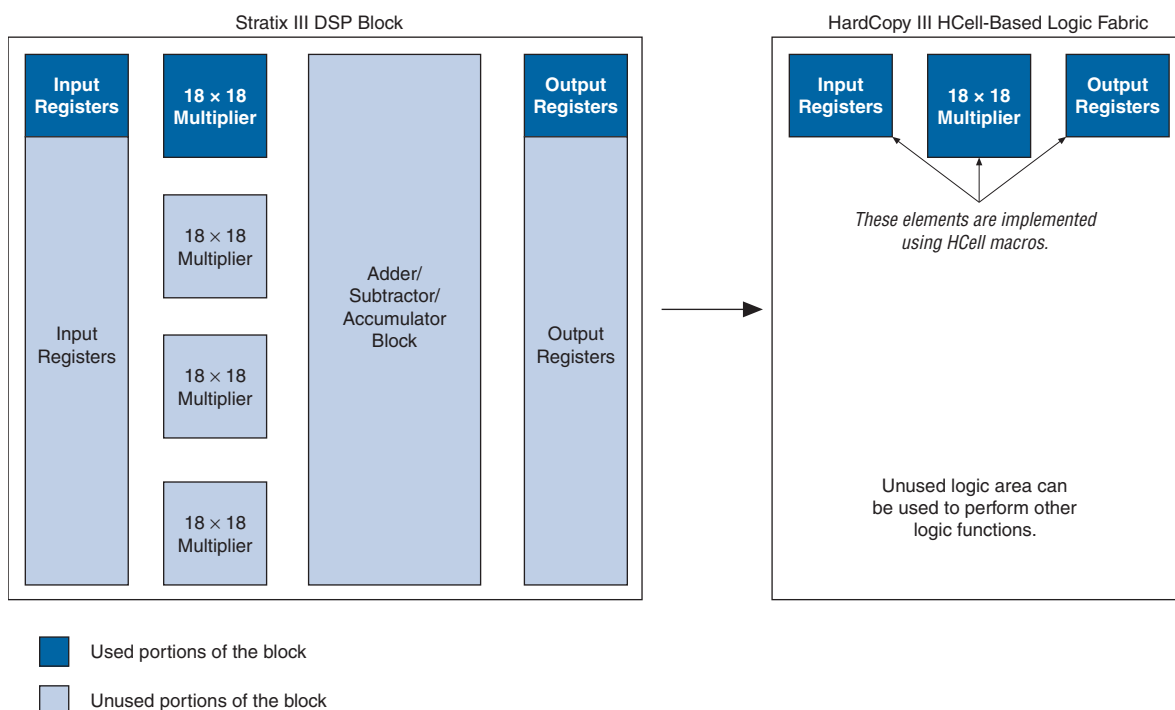 Stratix III DSP Block
Input
Registers
18 × 18
Multiplier
Output
Registers
18 × 18
Multiplier
Input
Registers
18 × 18
Multiplier
18 × 18
Multiplier
Adder/
Subtractor/
Accumulator
Block
Output
Registers
HardCopy III HCell-Based Logic Fabric
Input
Registers
18 × 18
Multiplier
Output
Registers
These elements are implemented
using HCell macros.
Unused logic area can
be used to perform other
logic functions.
Used portions of the block
Unused portions of the block